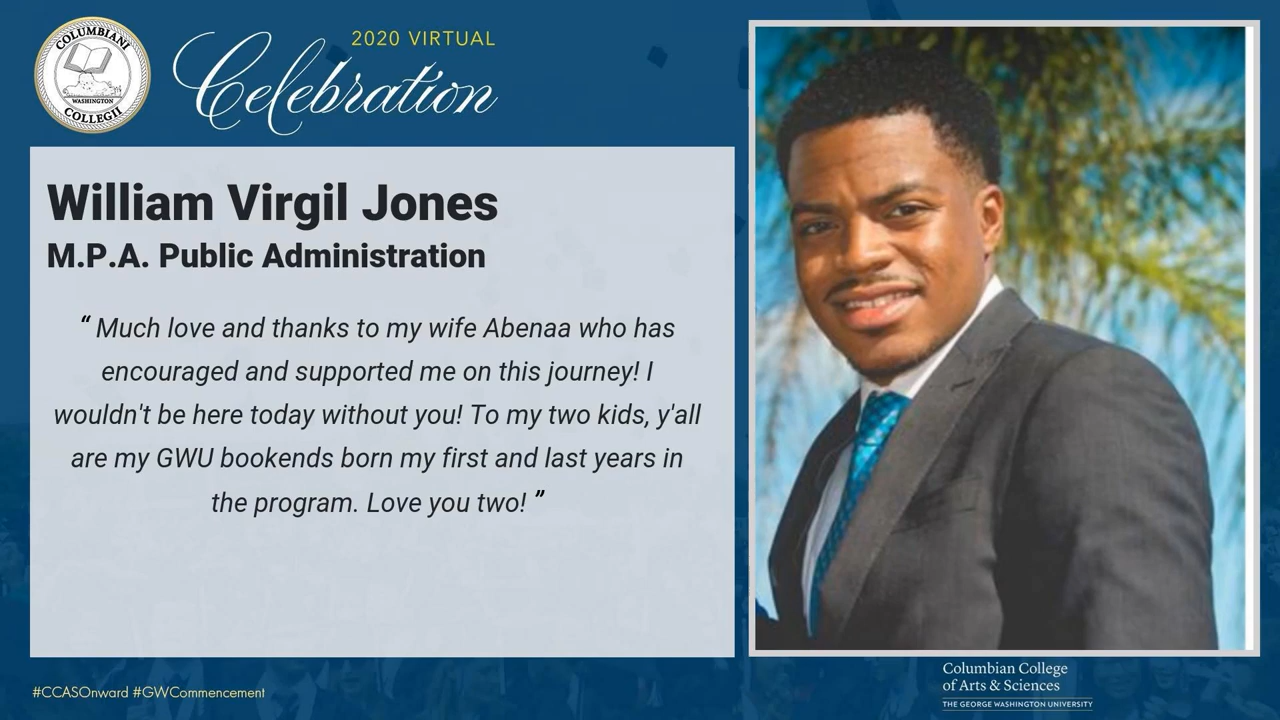 COLUMBIANI
WASHINGTON
COLLEGII
2020 VIRTUAL
Celebration
William Virgil Jones
M.P.A. Public Administration
“ Much love and thanks to my wife Abenaa who has
encouraged and supported me on this journey! I
wouldn't be here today without you! To my two kids, y'all
are my GWU bookends born my first and last years in
the program. Love you two! ”
#CCASOnward #GWCommencement
Columbian College
of Arts & Sciences
THE GEORGE WASHINGTON UNIVERSITY